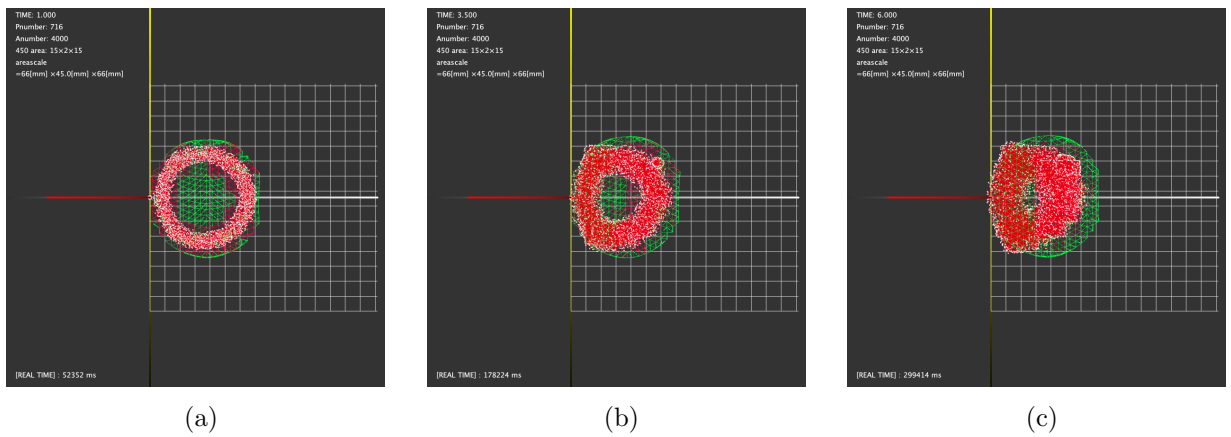 TIME: 1.000
Pnumber: 716
Anumber: 4000
450 area: 15×2×15
areascale
=66[mm] ×45.0[mm] ×66[mm]
[REAL TIME] : 52352 ms
(a)
TIME: 3.500
Pnumber: 716
Anumber: 4000
450 area: 15×2×15
areascale
=66[mm] ×45.0[mm] ×66[mm]
[REAL TIME] : 178224 ms
(b)
TIME: 6.000
Pnumber: 716
Anumber: 4000
450 area: 15×2×15
areascale
=66[mm] ×45.0[mm] ×66[mm]
[REAL TIME] : 299414 ms
(c)